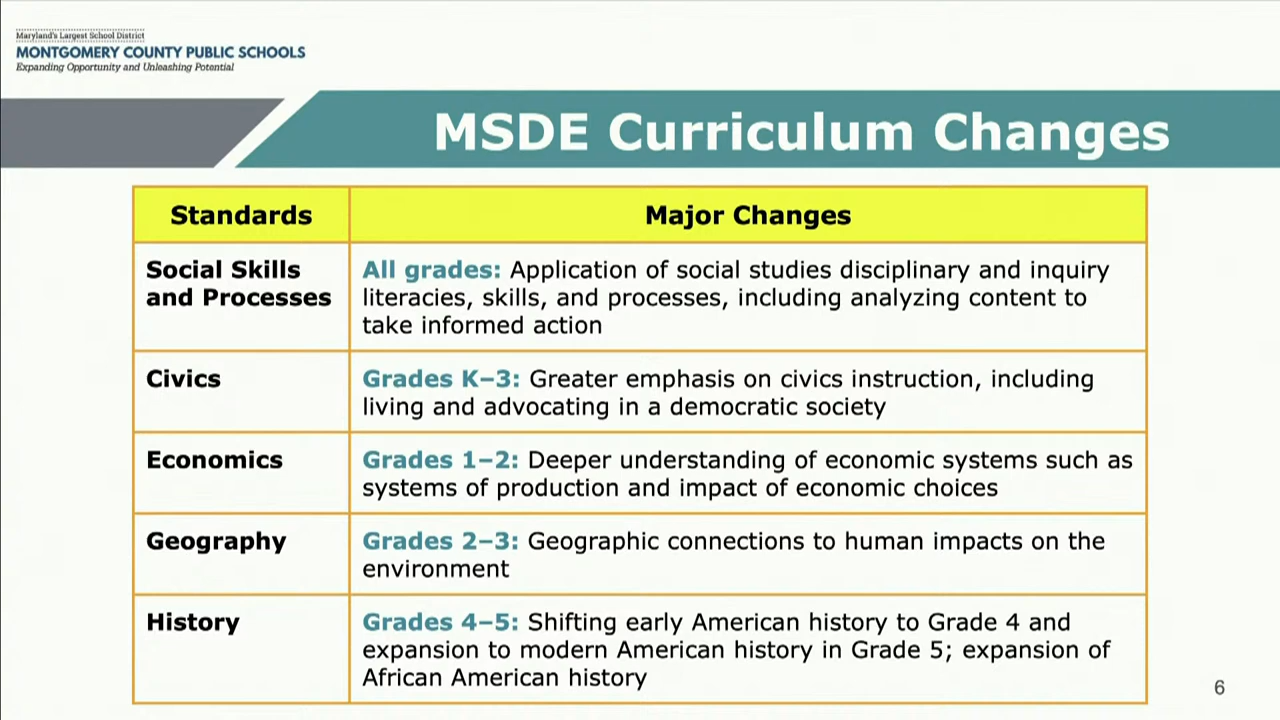 Maryland's Largest School District
MONTGOMERY COUNTY PUBLIC SCHOOLS
Expanding Opportunity and Unleashing Potential
MSDE Curriculum Changes
Standards
Major Changes
Social Skills
and Processes
All grades: Application of social studies disciplinary and inquiry
literacies, skills, and processes, including analyzing content to
take informed action
Civics
Grades K–3: Greater emphasis on civics instruction, including
living and advocating in a democratic society
Economics
Grades 1–2: Deeper understanding of economic systems such as
systems of production and impact of economic choices
Geography
Grades 2–3: Geographic connections to human impacts on the
environment
History
Grades 4–5: Shifting early American history to Grade 4 and
expansion to modern American history in Grade 5; expansion of
African American history
6